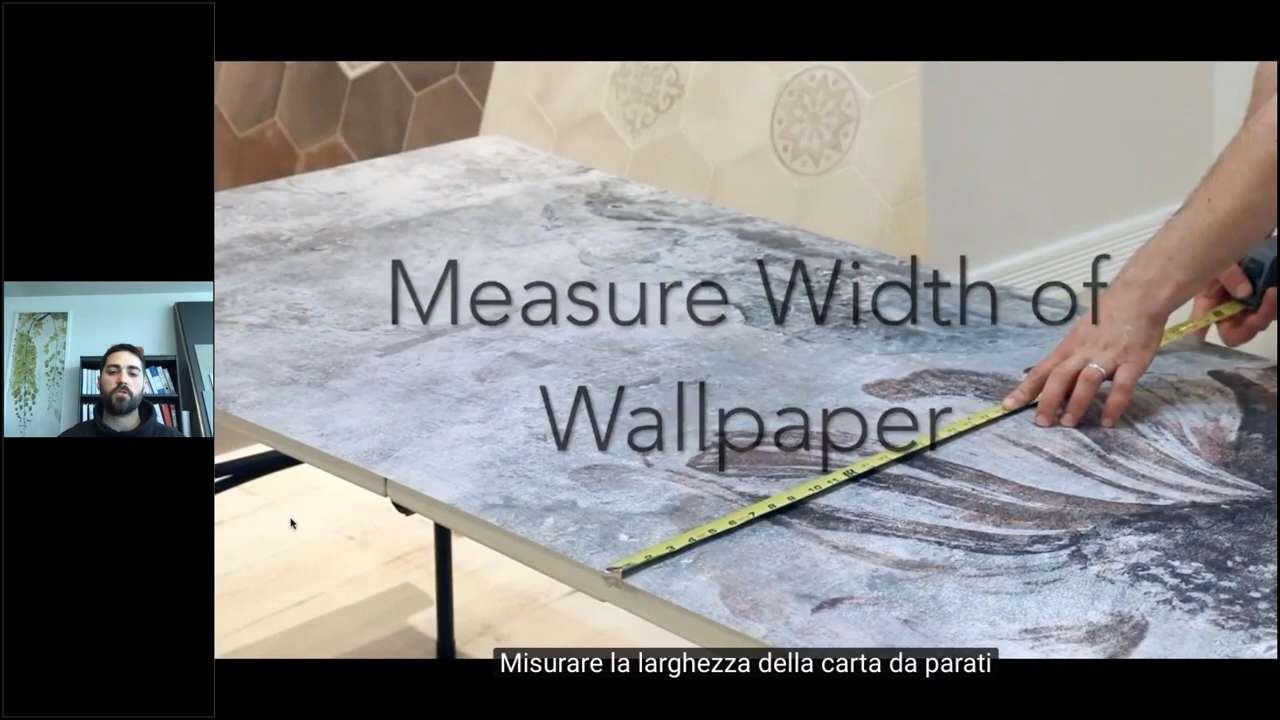 Measure Width of
Wallpaper
Misurare la larghezza della carta da parati